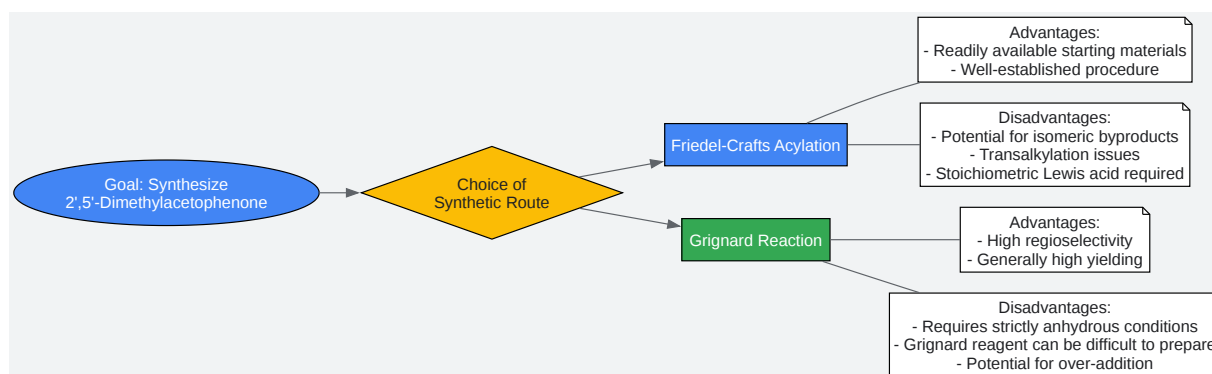 Goal: Synthesize
2',5'-Dimethylacetophenone
Choice of
Synthetic Route
Friedel-Crafts Acylation
Advantages:
- Readily available starting materials
- Well-established procedure
Disadvantages:
- Potential for isomeric byproducts
- Transalkylation issues
- Stoichiometric Lewis acid required
Grignard Reaction
Advantages:
- High regioselectivity
- Generally high yielding
Disadvantages:
- Requires strictly anhydrous conditions
- Grignard reagent can be difficult to prepare
- Potential for over-addition